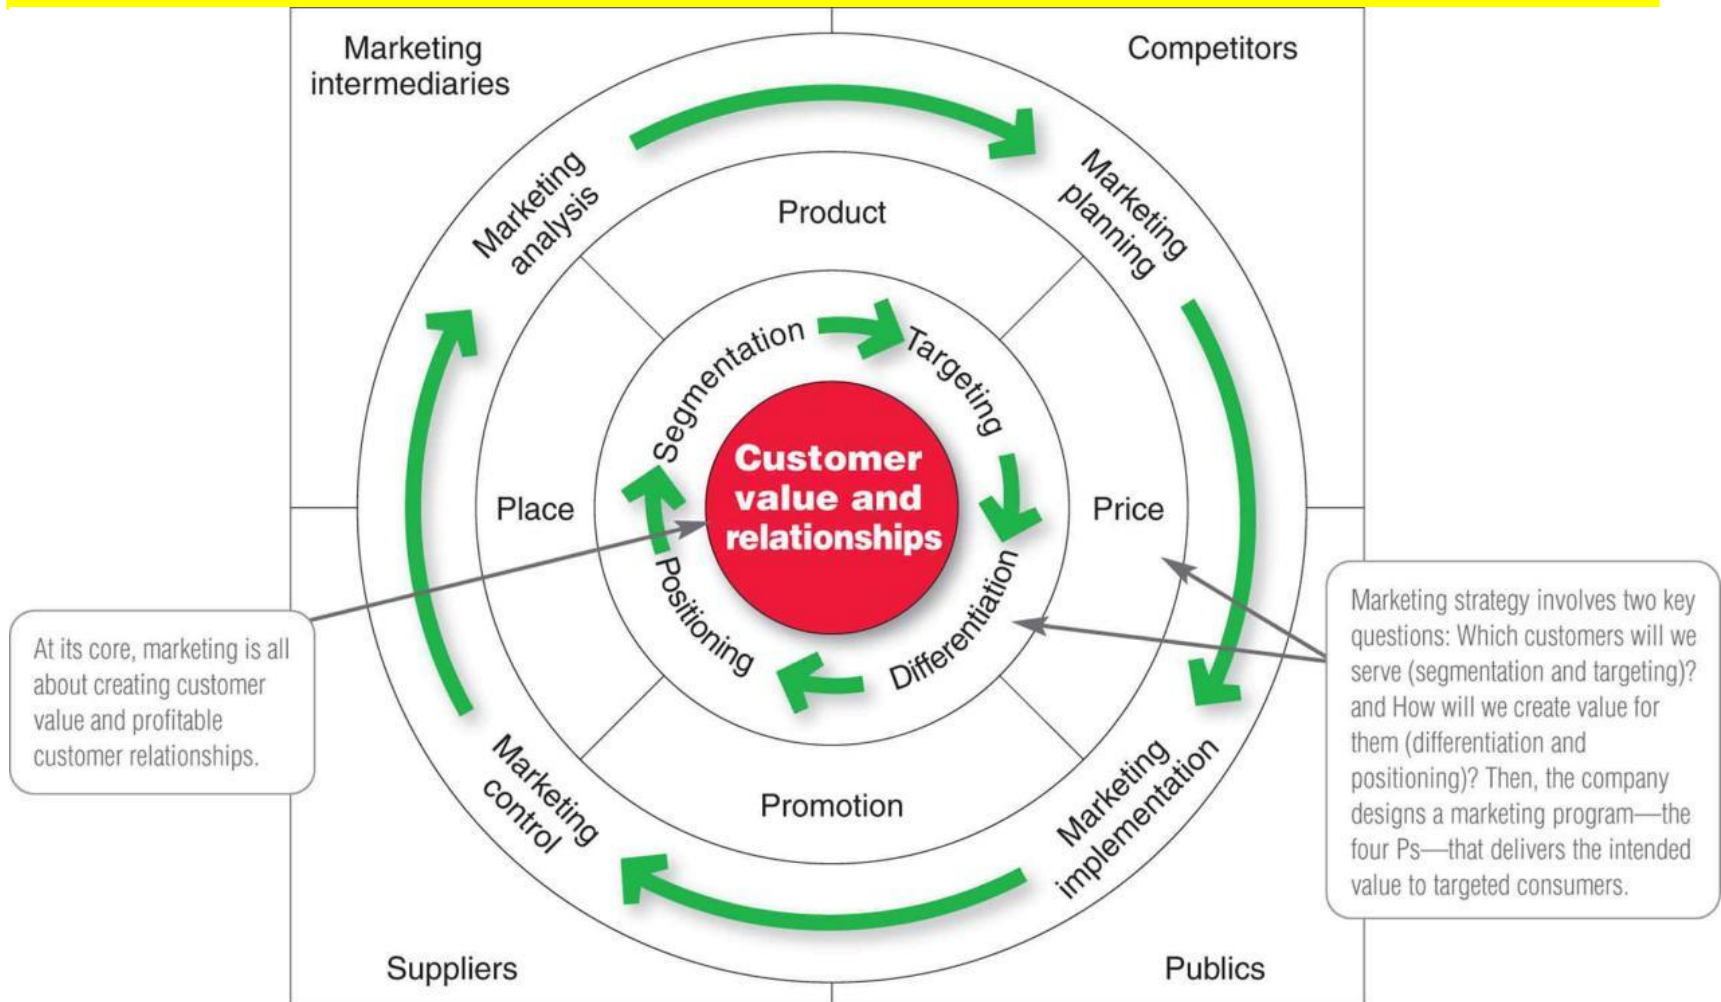 Marketing
intermediaries
Competitors
Marketing
analysis
Marketing
planning
Product
Segmentation
Targeting
Customer
value and
relationships
Place
Price
Positioning
Differentiation
Promotion
Marketing
control
Marketing
implementation
Suppliers
Publics
At its core, marketing is all
about creating customer
value and profitable
customer relationships.
Marketing strategy involves two key
questions: Which customers will we
serve (segmentation and targeting)?
and How will we create value for
them (differentiation and
positioning)? Then, the company
designs a marketing program—the
four Ps—that delivers the intended
value to targeted consumers.